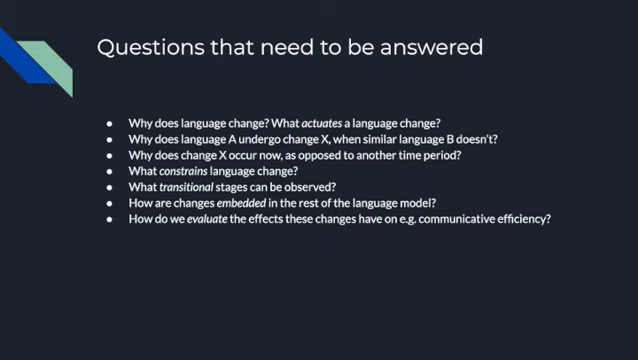 Questions that need to be answered
● Why does language change? What actuates a language change?
● Why does language A undergo change X, when similar language B doesn't?
● Why does change X occur now, as opposed to another time period?
● What constrains language change?
● What transitional stages can be observed?
● How are changes embedded in the rest of the language model?
● How do we evaluate the effects these changes have on e.g. communicative efficiency?